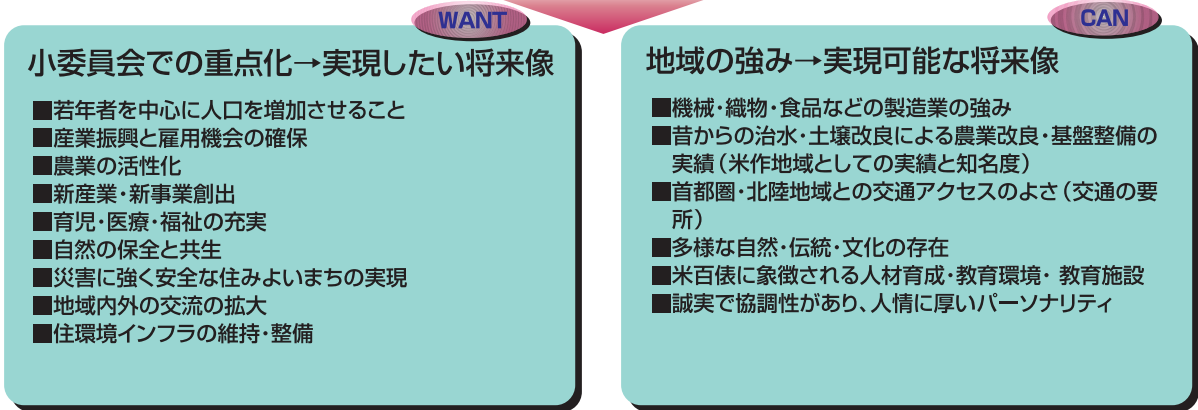 WANT
小委員会での重点化→実現したい将来像
■若年者を中心に人口を増加させること
■産業振興と雇用機会の確保
■農業の活性化
■新産業・新事業創出
■育児・医療・福祉の充実
■自然の保全と共生
■災害に強く安全な住みよいまちの実現
■地域内外の交流の拡大
■住環境インフラの維持・整備
CAN
地域の強み→実現可能な将来像
■機械・織物・食品などの製造業の強み
■昔からの治水・土壌改良による農業改良・基盤整備の
実績（米作地域としての実績と知名度）
■首都圏・北陸地域との交通アクセスのよさ（交通の要
所）
■多様な自然・伝統・文化の存在
■米百俵に象徴される人材育成・教育環境・ 教育施設
■誠実で協調性があり、人情に厚いパーソナリティ